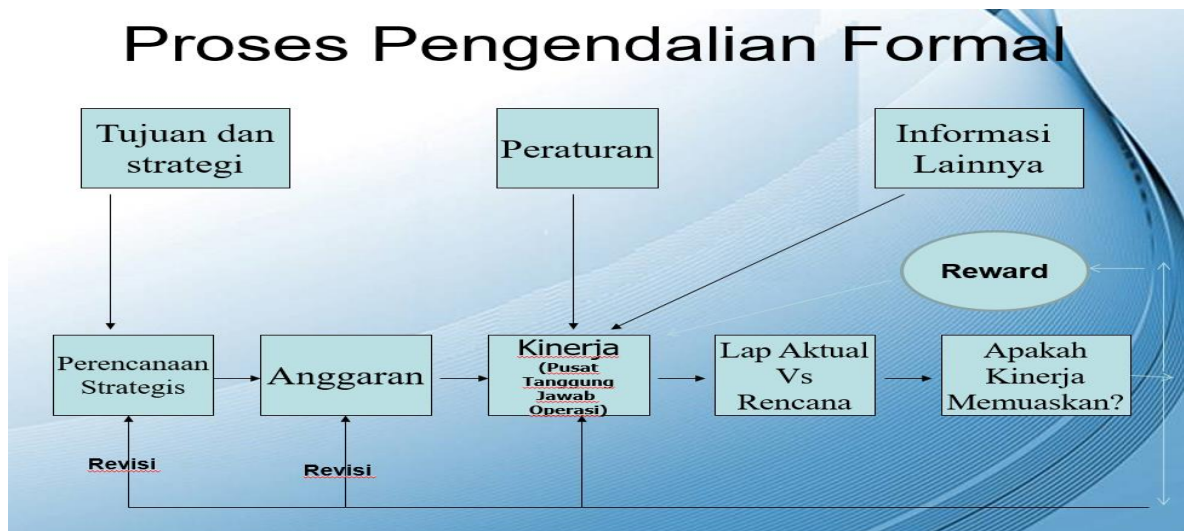 Proses Pengendalian Formal
Tujuan dan
strategi
Peraturan
Informasi
Lainnya
Reward
Perencanaan
Strategis
Anggaran
Kinerja
(Pusat
Tanggung
Jawab
Operasi)
Lap Aktual
Vs
Rencana
Apakah
Kinerja
Memuaskan?
Revisi
Revisi